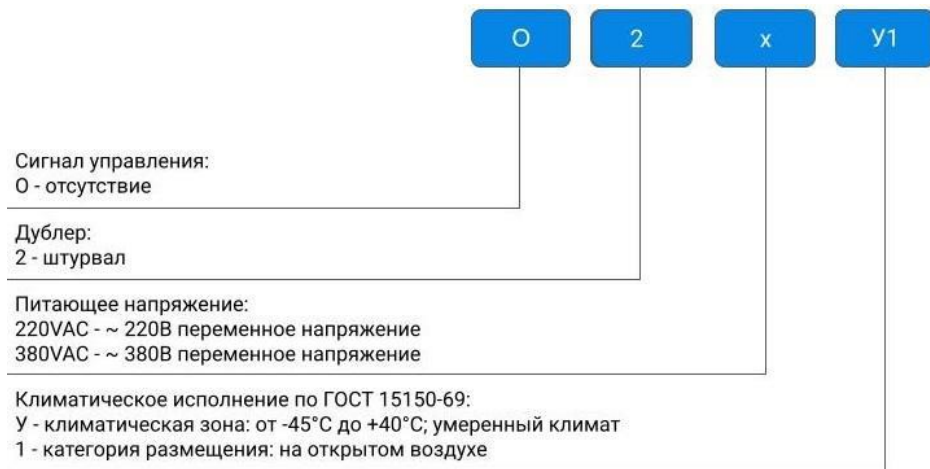 О 2 х У1
Сигнал управления:
О - отсутствие
Дублер:
2 - штурвал
Питающее напряжение:
220VAC - ~ 220В переменное напряжение
380VAC - ~ 380В переменное напряжение
Климатическое исполнение по ГОСТ 15150-69:
У - климатическая зона: от -45°С до +40°С; умеренный климат
1 - категория размещения: на открытом воздухе